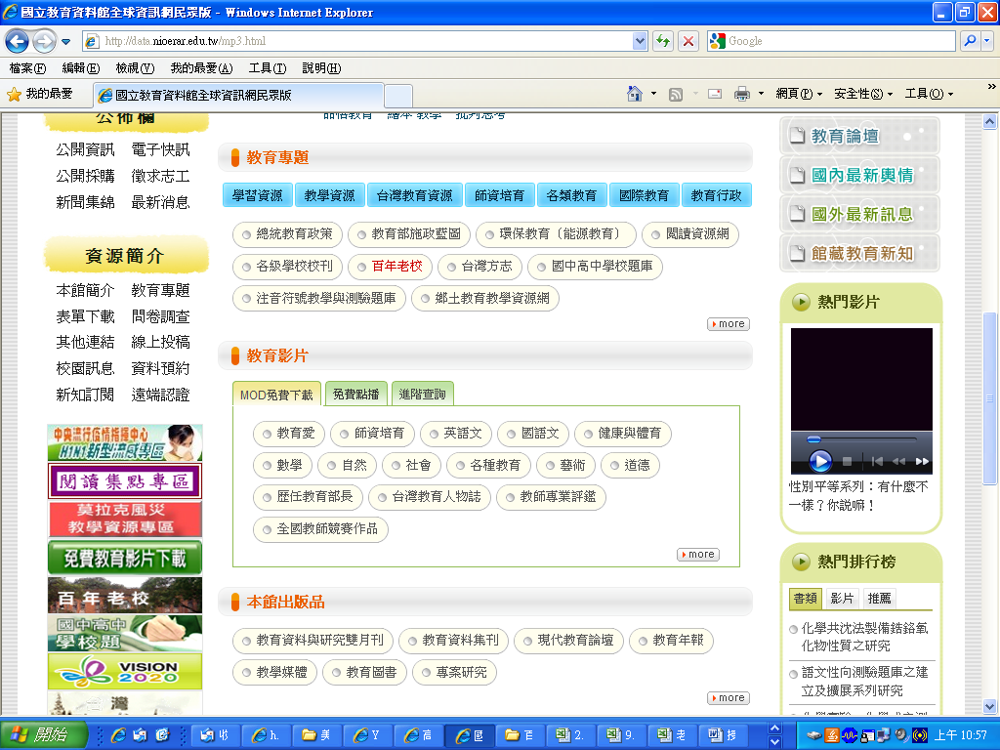 國立教育資料館全球資訊網民眾版 - Windows Internet Explorer
http://data.nioerar.edu.tw/mp3.html
Google
檔案(F) 編輯(E) 檢視(V) 我的最愛(A) 工具(T) 說明(H)
我的最愛
國立教育資料館全球資訊網民眾版
網頁(P) 安全性(S) 工具(O)
公佈欄
公開資訊 電子快訊
公開採購 徵求志工
新聞集錦 最新消息
資源簡介
本館簡介 教育專題
表單下載 問卷調查
其他連結 線上投稿
校園訊息 資料預約
新知訂閱 遠端認證
中央流行疫情指揮中心
H1N1新型流感專區
閱讀集點專區
莫拉克風災
教學資源專區
免費教育影片下載
百年老校
國中高中
學校題
VISION
2020
灣
品格教育 繪本教學 批判思考
教育專題
學習資源 教學資源 台灣教育資源 師資培育 各類教育 國際教育 教育行政
總統教育政策 教育部施政藍圖 環保教育〔能源教育〕 閱讀資源網
各級學校校刊 百年老校 台灣方志 國中高中學校題庫
注音符號教學與測驗題庫 鄉土教育教學資源網
more
教育影片
MOD免費下載 免費點播 進階查詢
教育愛 師資培育 英語文 國語文 健康與體育
數學 自然 社會 各種教育 藝術 道德
歷任教育部長 台灣教育人物誌 教師專業評鑑
全國教師競賽作品
more
本館出版品
教育資料與研究雙月刊 教育資料集刊 現代教育論壇 教育年報
教學媒體 教育圖書 專案研究
more
教育論壇
國內最新輿情
國外最新訊息
館藏教育新知
熱門影片
性別平等系列：有什麼不
一樣？你說嘛！
熱門排行榜
書類 影片 推薦
化學共沈法製備鋯鉻氧
化物性質之研究
語文性向測驗題庫之建
立及擴展系列研究
開始 h. 美 Y 高 2. 9. 老
上午 10:57